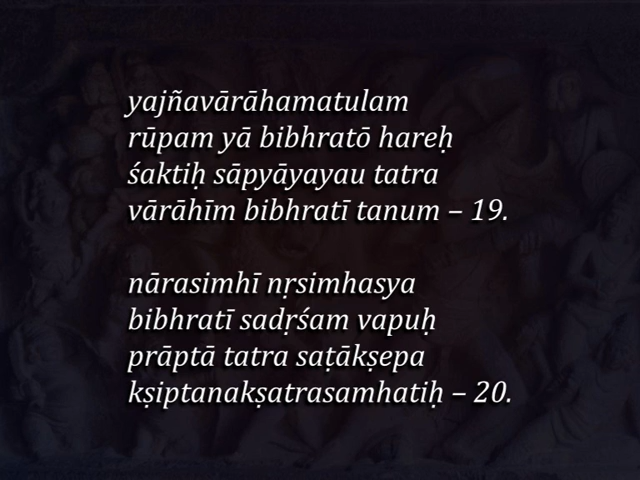 yajñavārāhamatulam
rūpam yā bibhratō hareḥ
śaktiḥ sāpyāyayau tatra
vārāhīm bibhratī tanum – 19.
nārasimhī nṛsimhasya
bibhratī sadṛśam vapuḥ
prāptā tatra saṭākṣepa
kṣiptanakṣatrasamhatiḥ – 20.